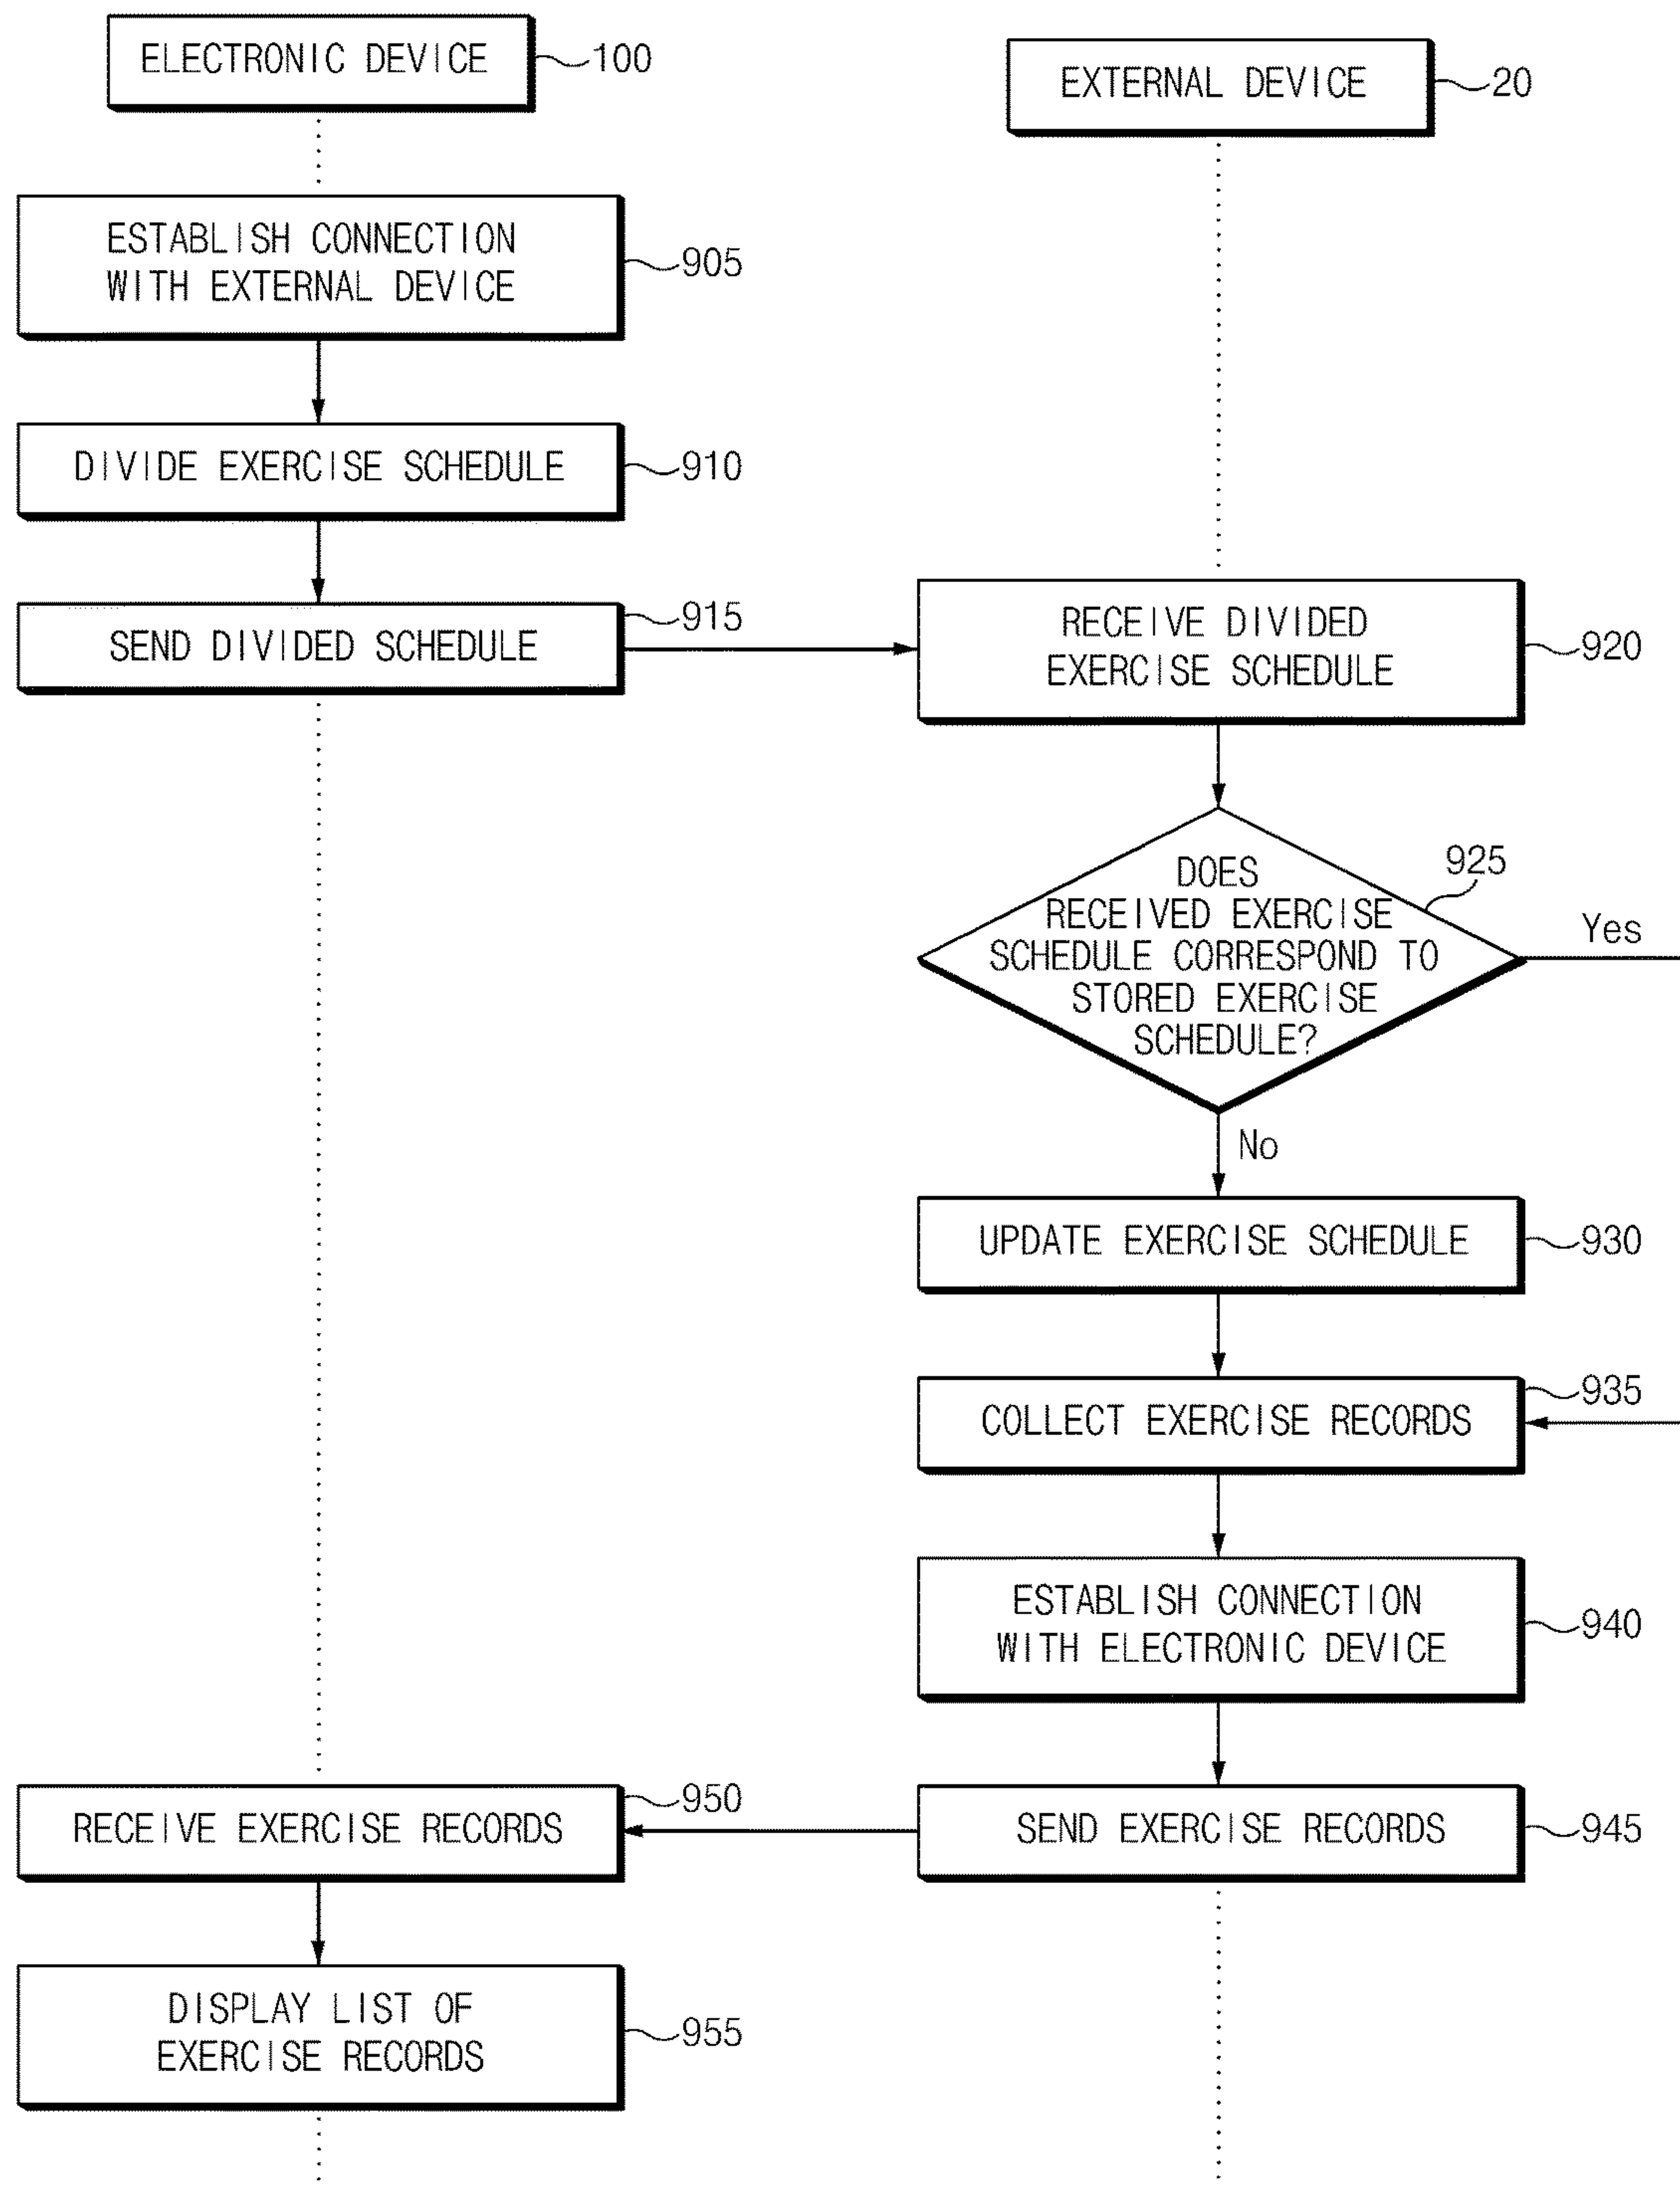 ELECTRONIC DEVICE
100
EXTERNAL DEVICE
20
ESTABLISH CONNECTION
WITH EXTERNAL DEVICE
905
DIVIDE EXERCISE SCHEDULE
910
SEND DIVIDED SCHEDULE
915
RECEIVE DIVIDED
EXERCISE SCHEDULE
920
DOES
RECEIVED EXERCISE
SCHEDULE CORRESPOND TO
STORED EXERCISE
SCHEDULE?
925
Yes
No
UPDATE EXERCISE SCHEDULE
930
COLLECT EXERCISE RECORDS
935
ESTABLISH CONNECTION
WITH ELECTRONIC DEVICE
940
RECEIVE EXERCISE RECORDS
950
SEND EXERCISE RECORDS
945
DISPLAY LIST OF
EXERCISE RECORDS
955